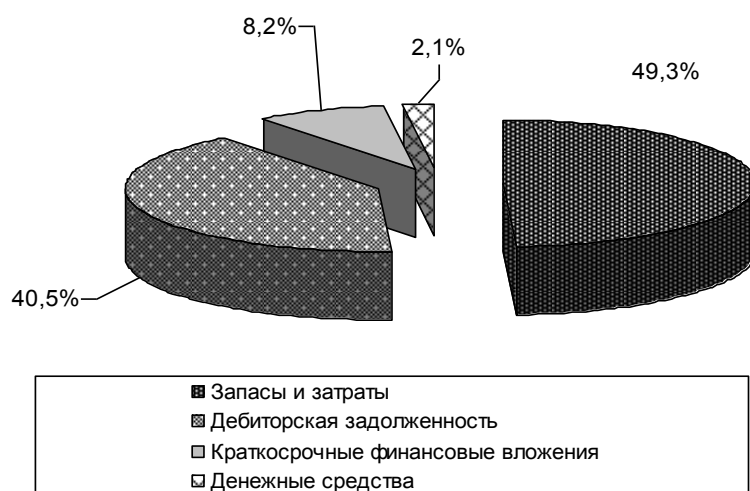 8,2%
2,1%
49,3%
40,5%
Запасы и затраты
Дебиторская задолженность
Краткосрочные финансовые вложения
Денежные средства